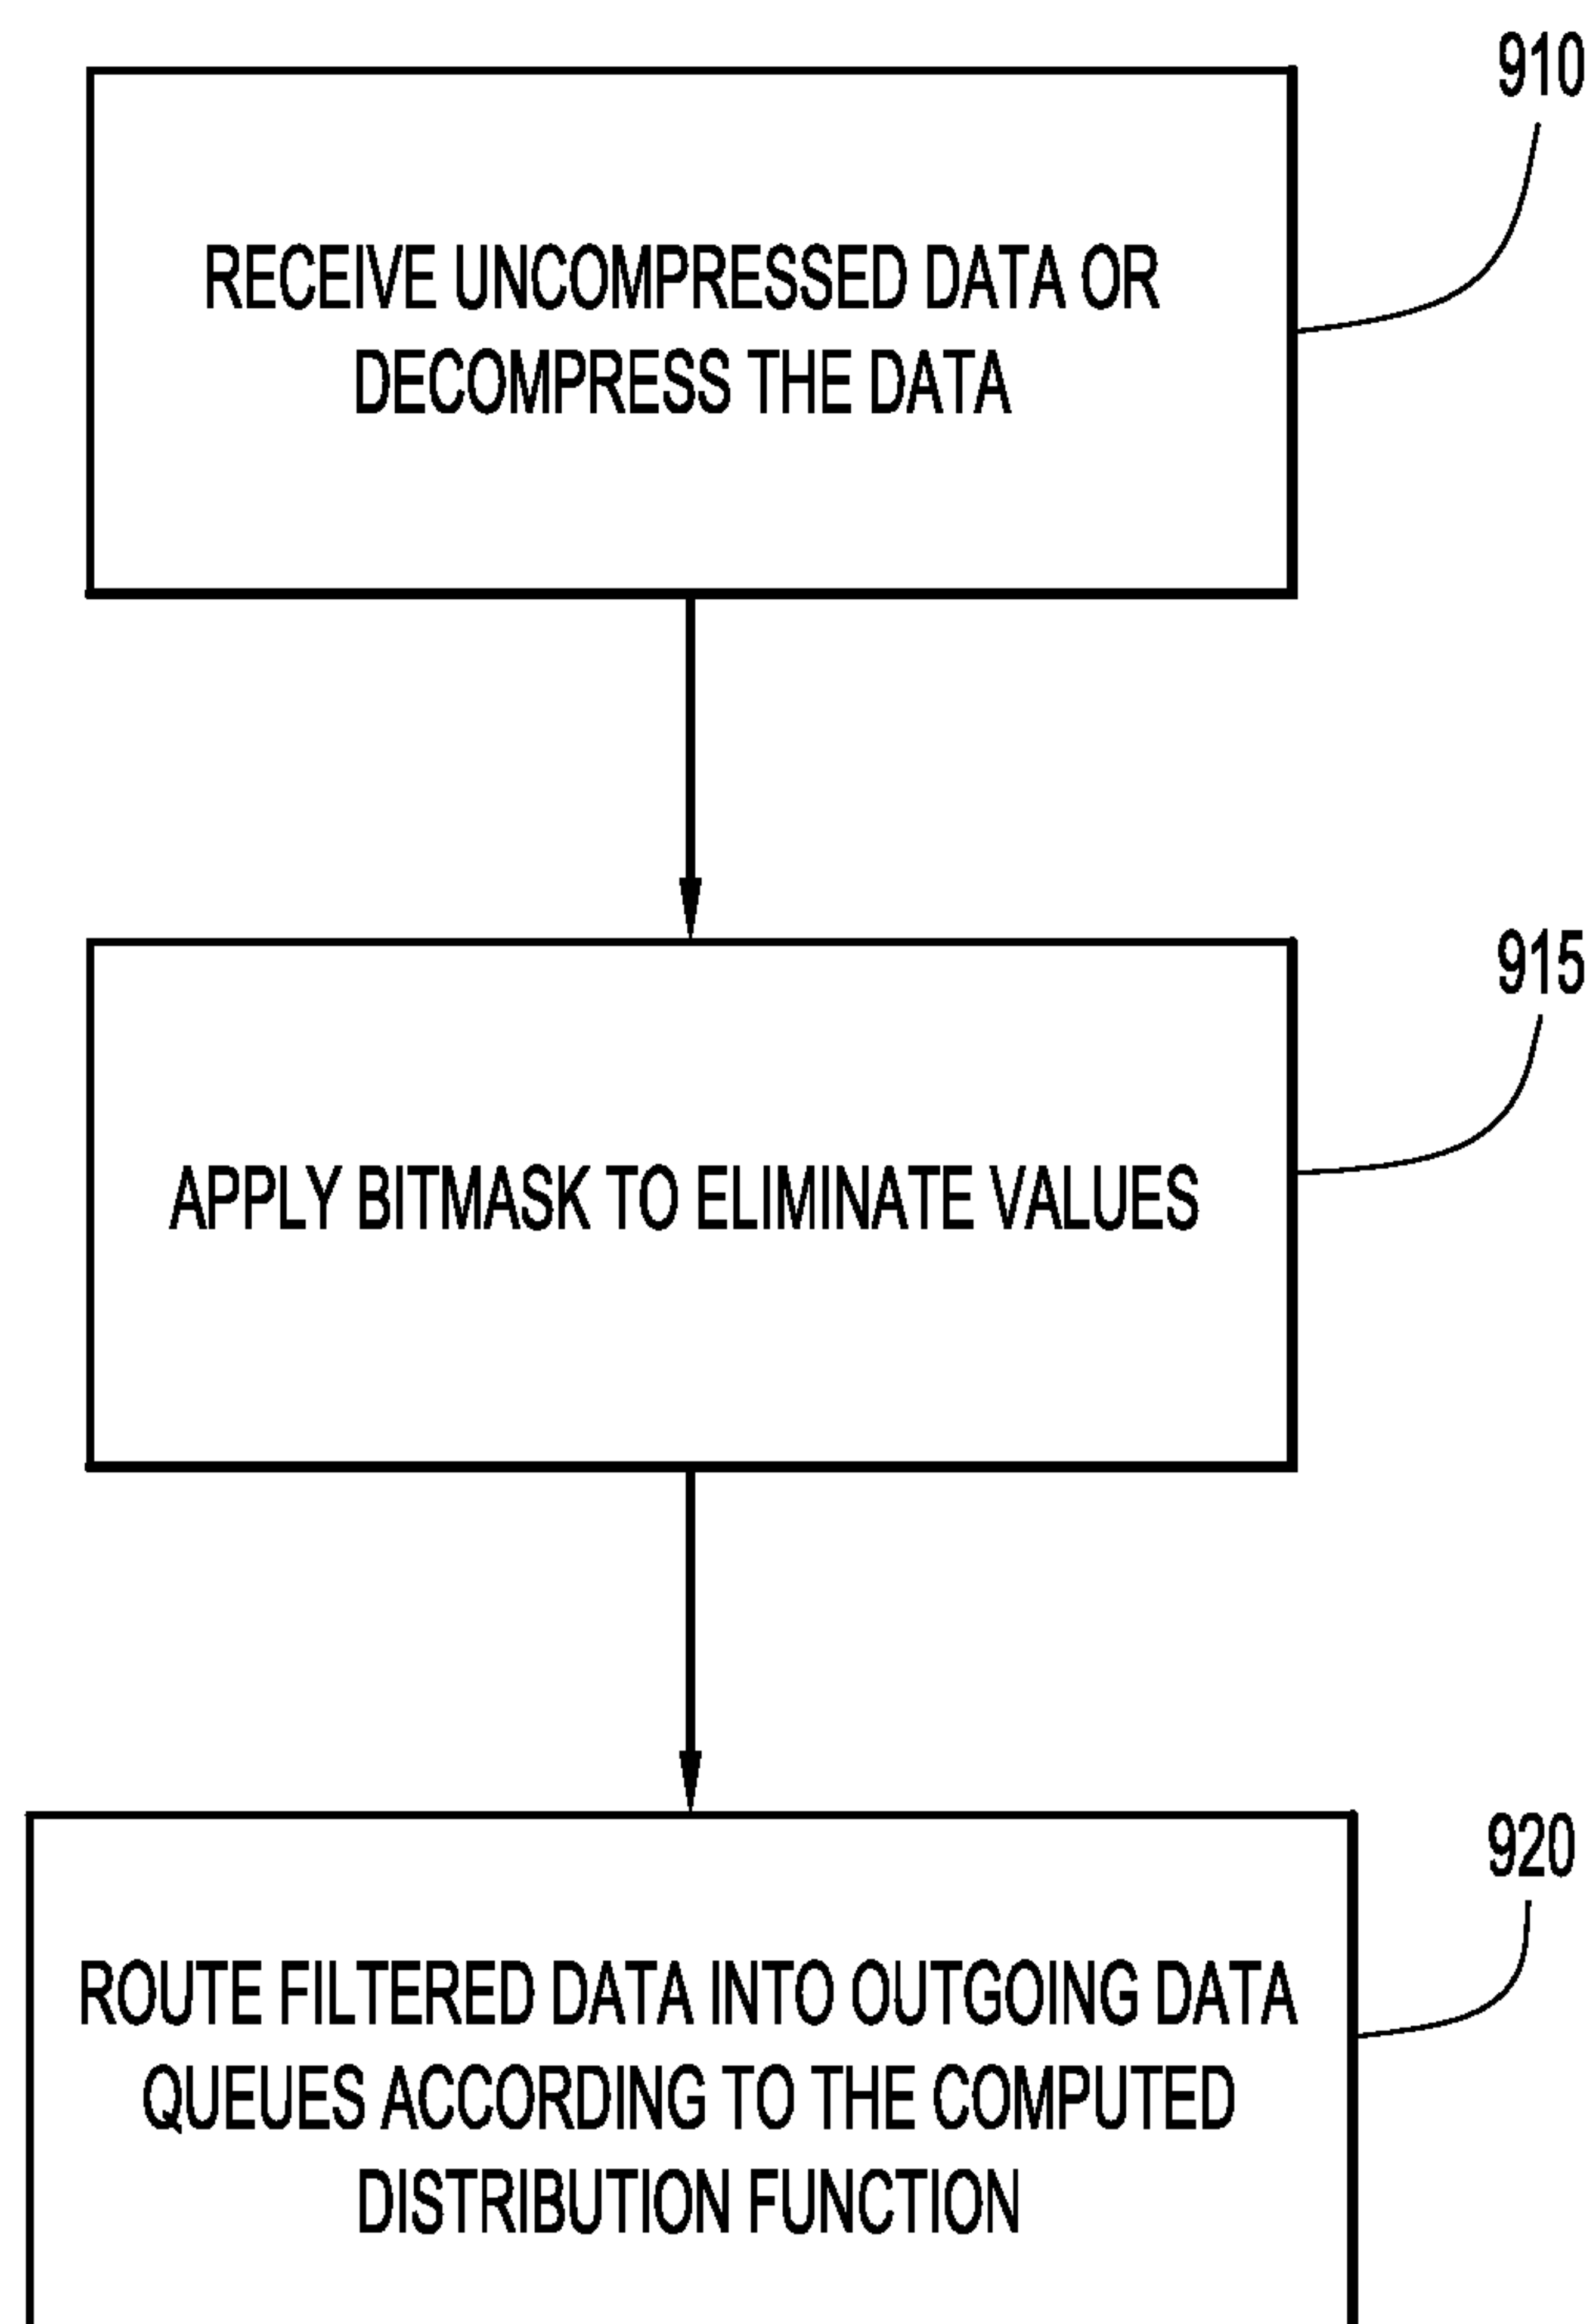 910
RECEIVE UNCOMPRESSED DATA OR
DECOMPRESS THE DATA
915
APPLY BITMASK TO ELIMINATE VALUES
920
ROUTE FILTERED DATA INTO OUTGOING DATA
QUEUES ACCORDING TO THE COMPUTED
DISTRIBUTION FUNCTION